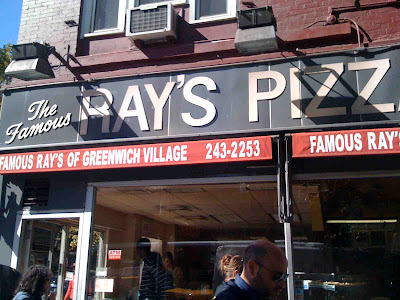 The Famous RAY'S PIZZ
FAMOUS RAY'S OF GREENWICH VILLAGE 243-2253
FAMOUS RAY'S